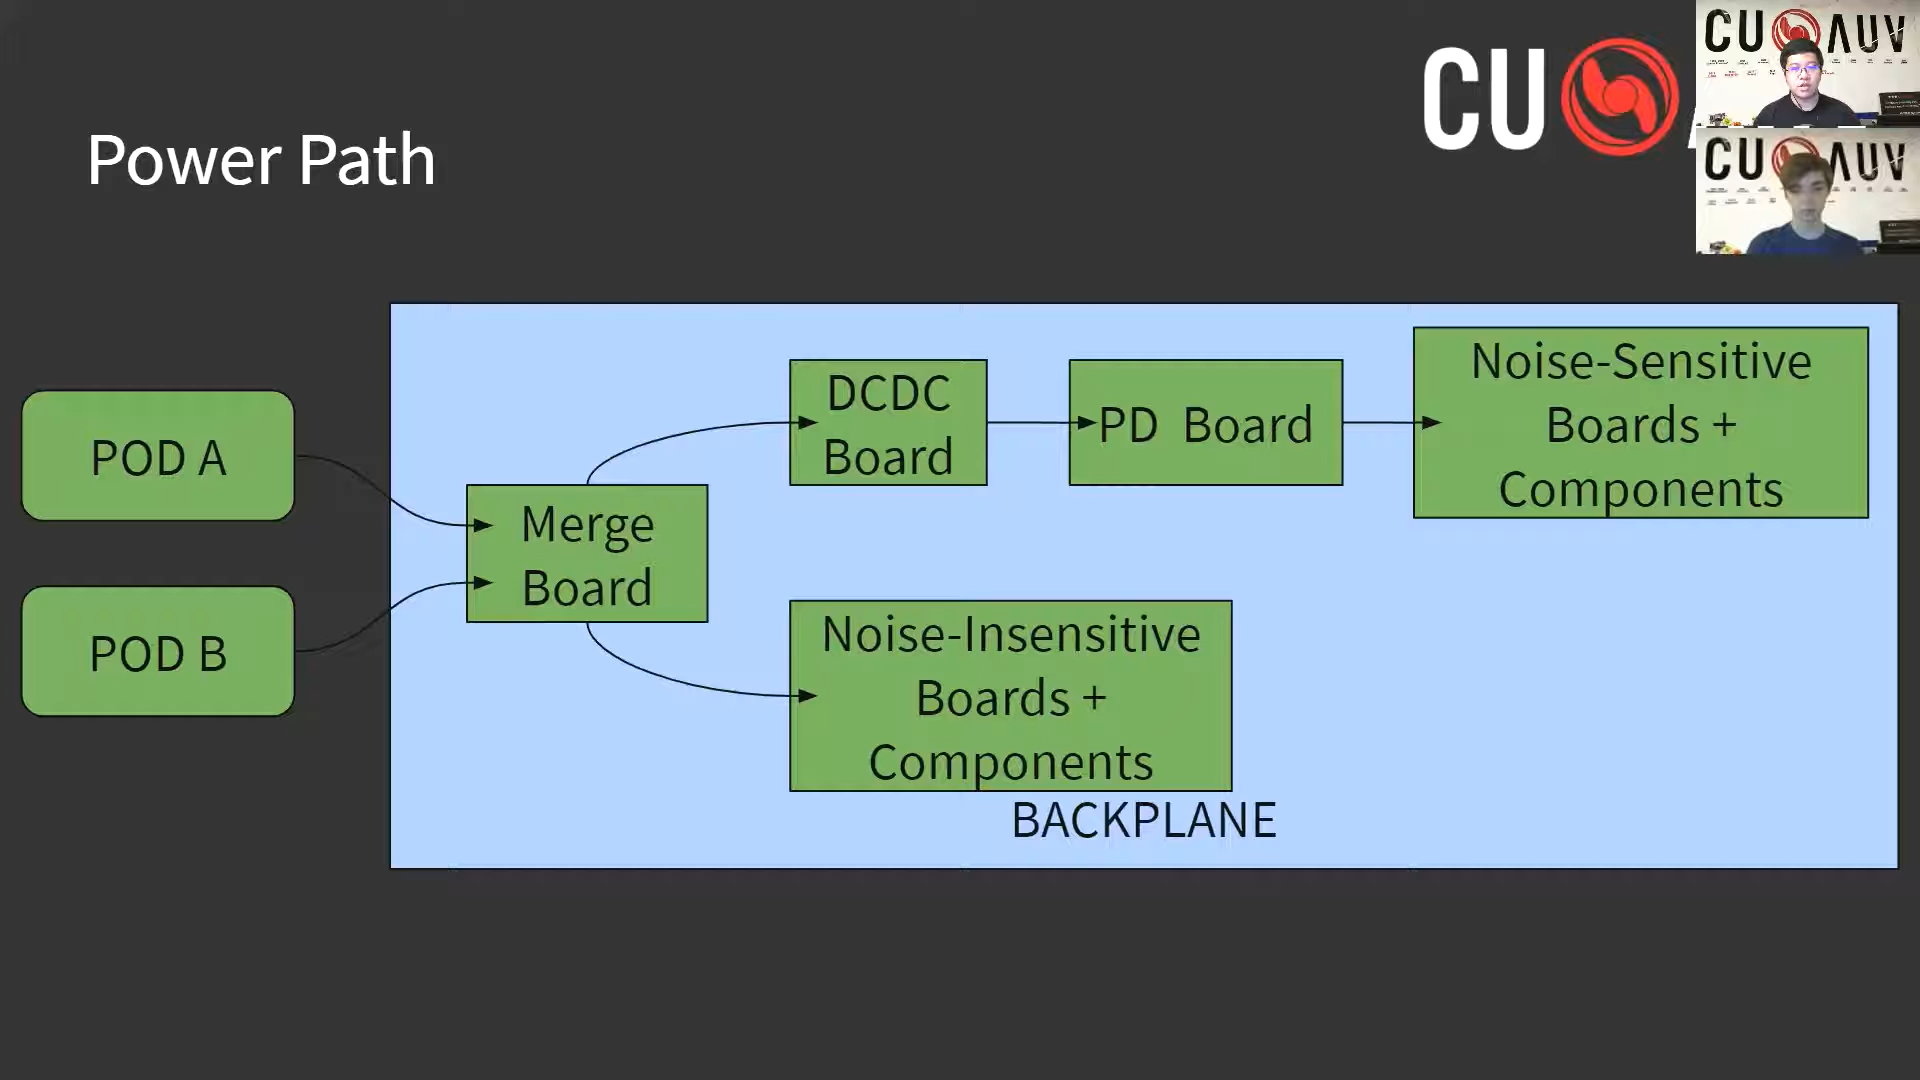 Power Path
CU
CU AUV
CU AUV
POD A
POD B
Merge
Board
DCDC
Board
PD Board
Noise-Sensitive
Boards +
Components
Noise-Insensitive
Boards +
Components
BACKPLANE